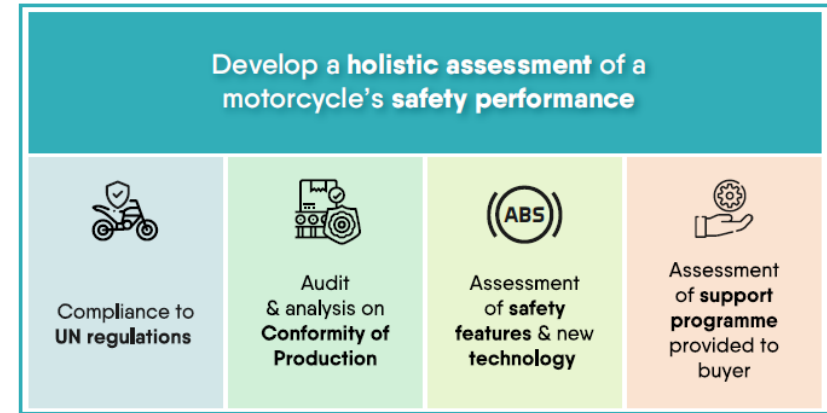 Develop a holistic assessment of a
motorcycle's safety performance
Compliance to
UN regulations
Audit
& analysis on
Conformity of
Production
ABS
Assessment
of safety
features & new
technology
Assessment
of support
programme
provided to
buyer